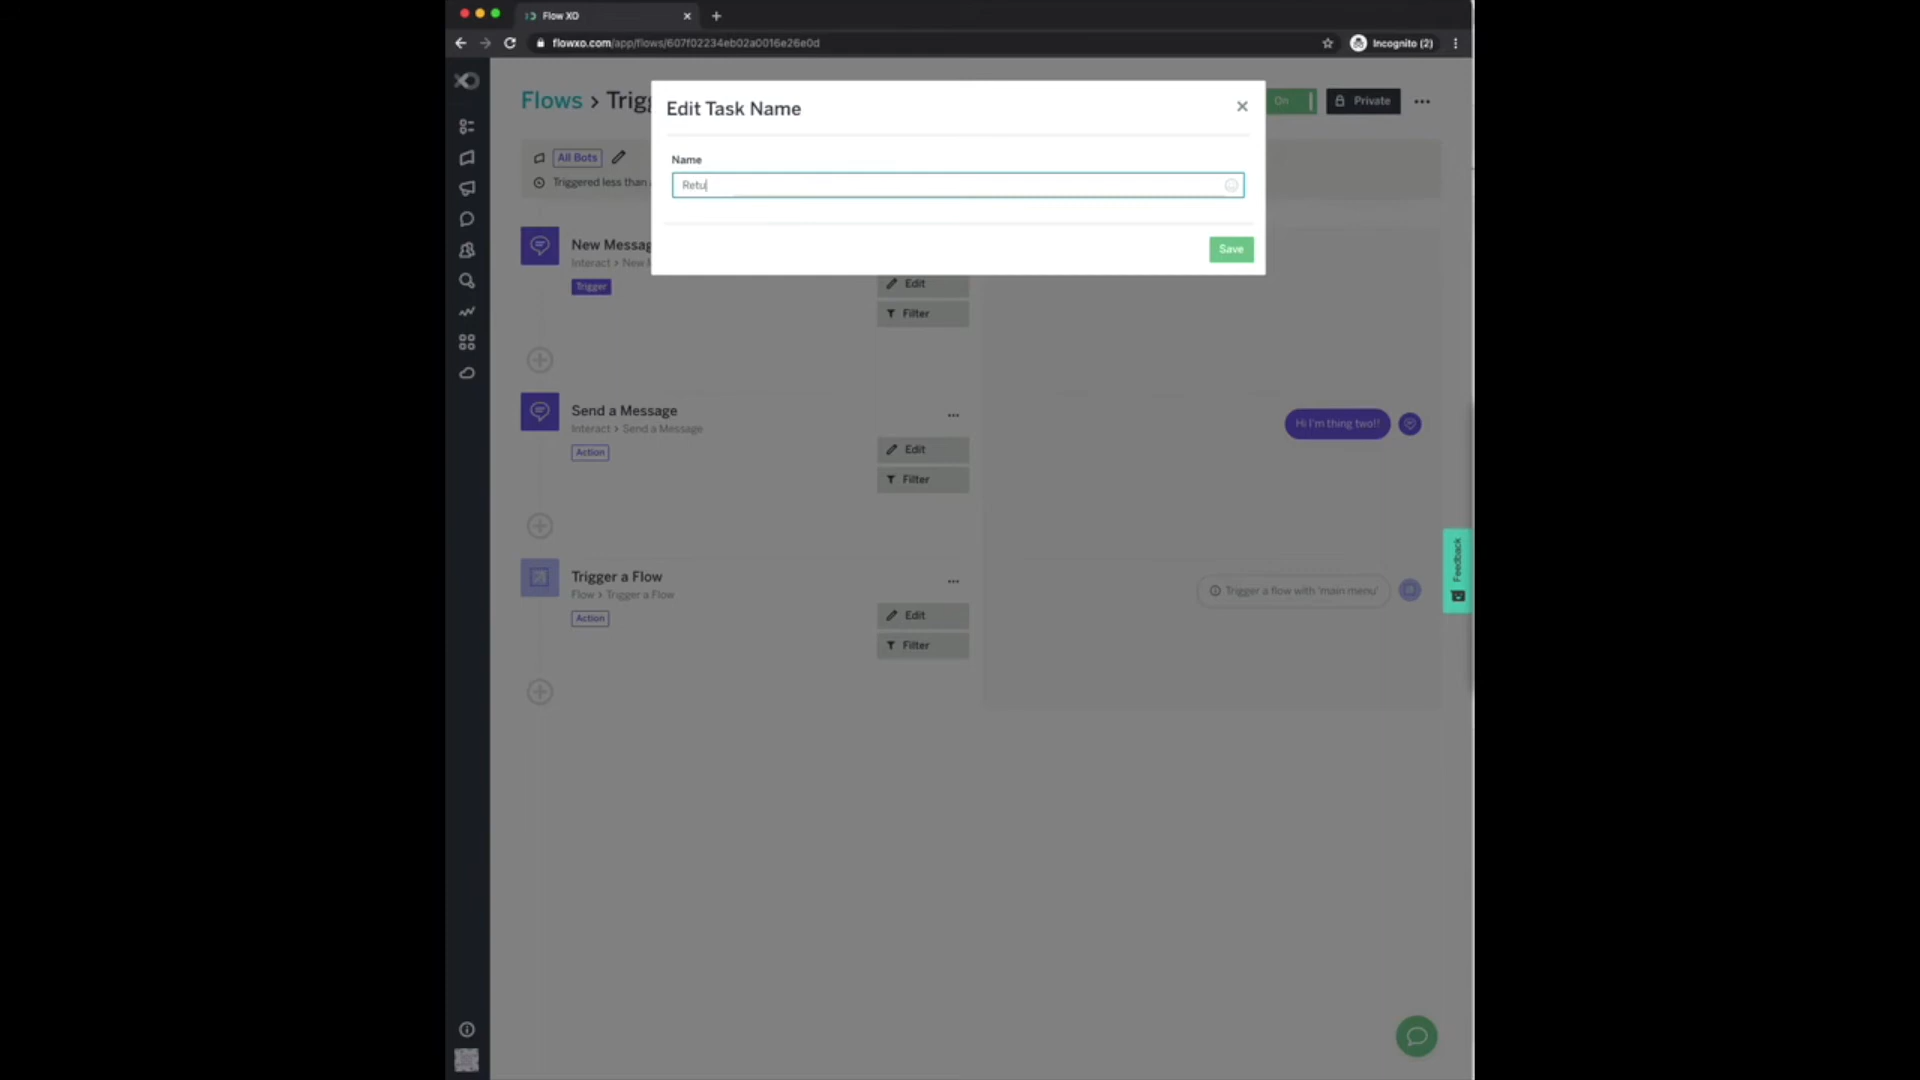 Flow XO
flowxo.com/app/flows/607f02234eb02a0016e26e0d
Incognito (2)
Flows > Trigg
Edit Task Name
On
Private
All Bots
Triggered less than
Name
Retu
Save
New Messag
Interact > New
Trigger
Edit
Filter
Send a Message
Interact > Send a Message
Action
Edit
Filter
Hi I'm thing two!!
Trigger a Flow
Flow > Trigger a Flow
Action
Edit
Filter
Trigger a flow with 'main menu'
Feedback